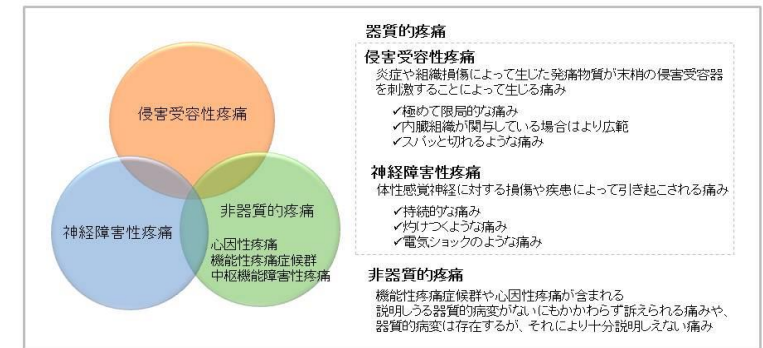 侵害受容性疼痛
神経障害性疼痛
非器質的疼痛
心因性疼痛
機能性疼痛症候群
中枢機能障害性疼痛
器質的疼痛
侵害受容性疼痛
炎症や組織損傷によって生じた発痛物質が末梢の侵害受容器
を刺激することによって生じる痛み
✓極めて限局的な痛み
✓内臓組織が関与している場合はより広範
✓スパッと切れるような痛み
神経障害性疼痛
体性感覚神経に対する損傷や疾患によって引き起こされる痛み
✓持続的な痛み
✓灼けつくような痛み
✓電気ショックのような痛み
非器質的疼痛
機能性疼痛症候群や心因性疼痛が含まれる
説明しうる器質的病変がないにもかかわらず訴えられる痛みや、
器質的病変は存在するが、それにより十分説明しえない痛み